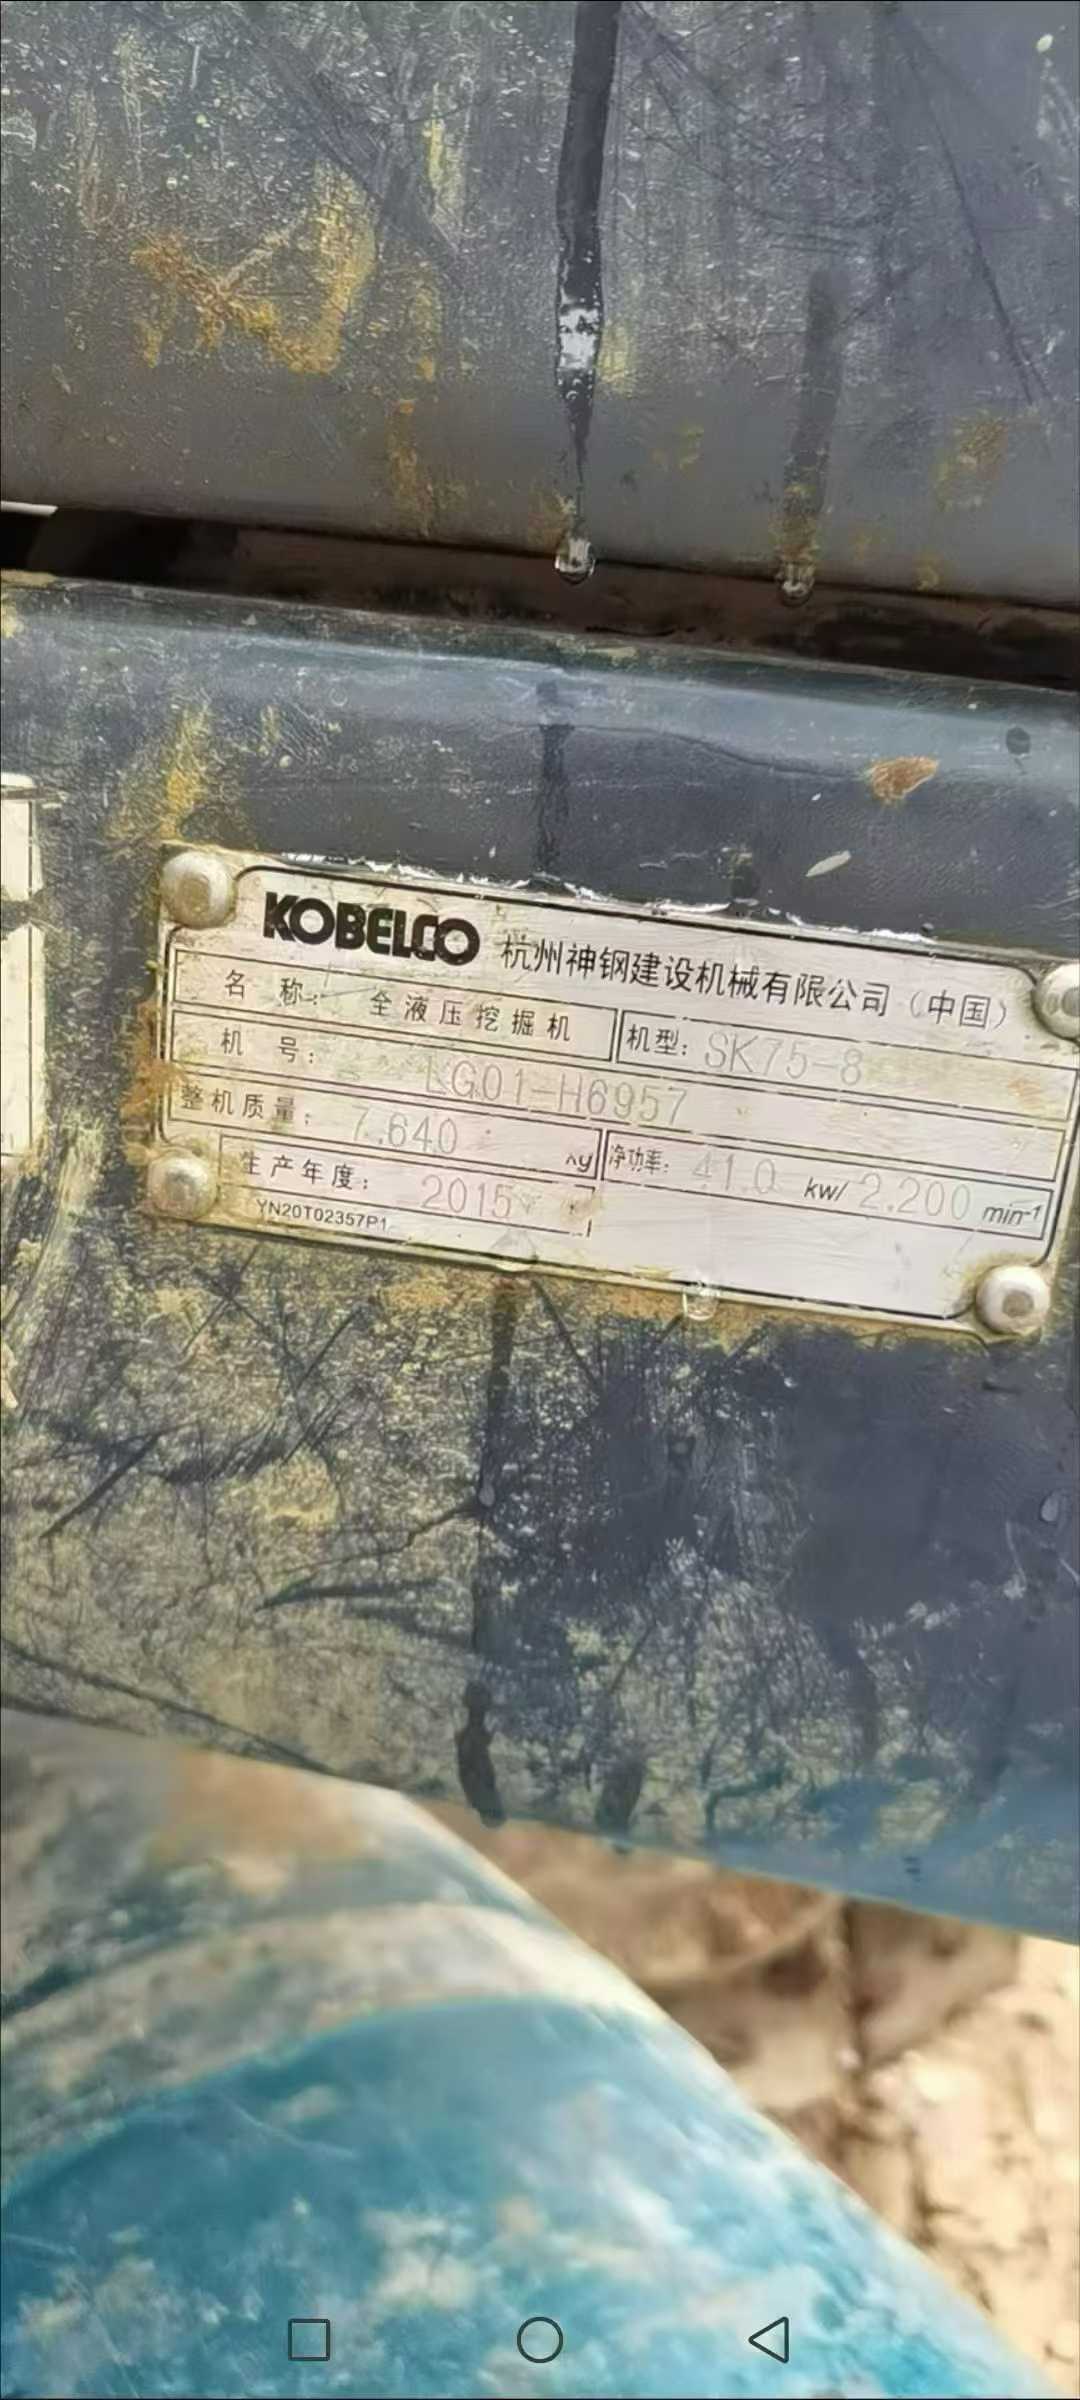 KOBELCO 杭州神钢建设机械有限公司（中国）
名 称： 全液压挖掘机 机型：SK75-8
机 号： LG01-H6957
整机质量： 7,640 kg 净功率： 41.0 kw/ 2,200 min-1
生产年度： 2015
YN20T02357P1